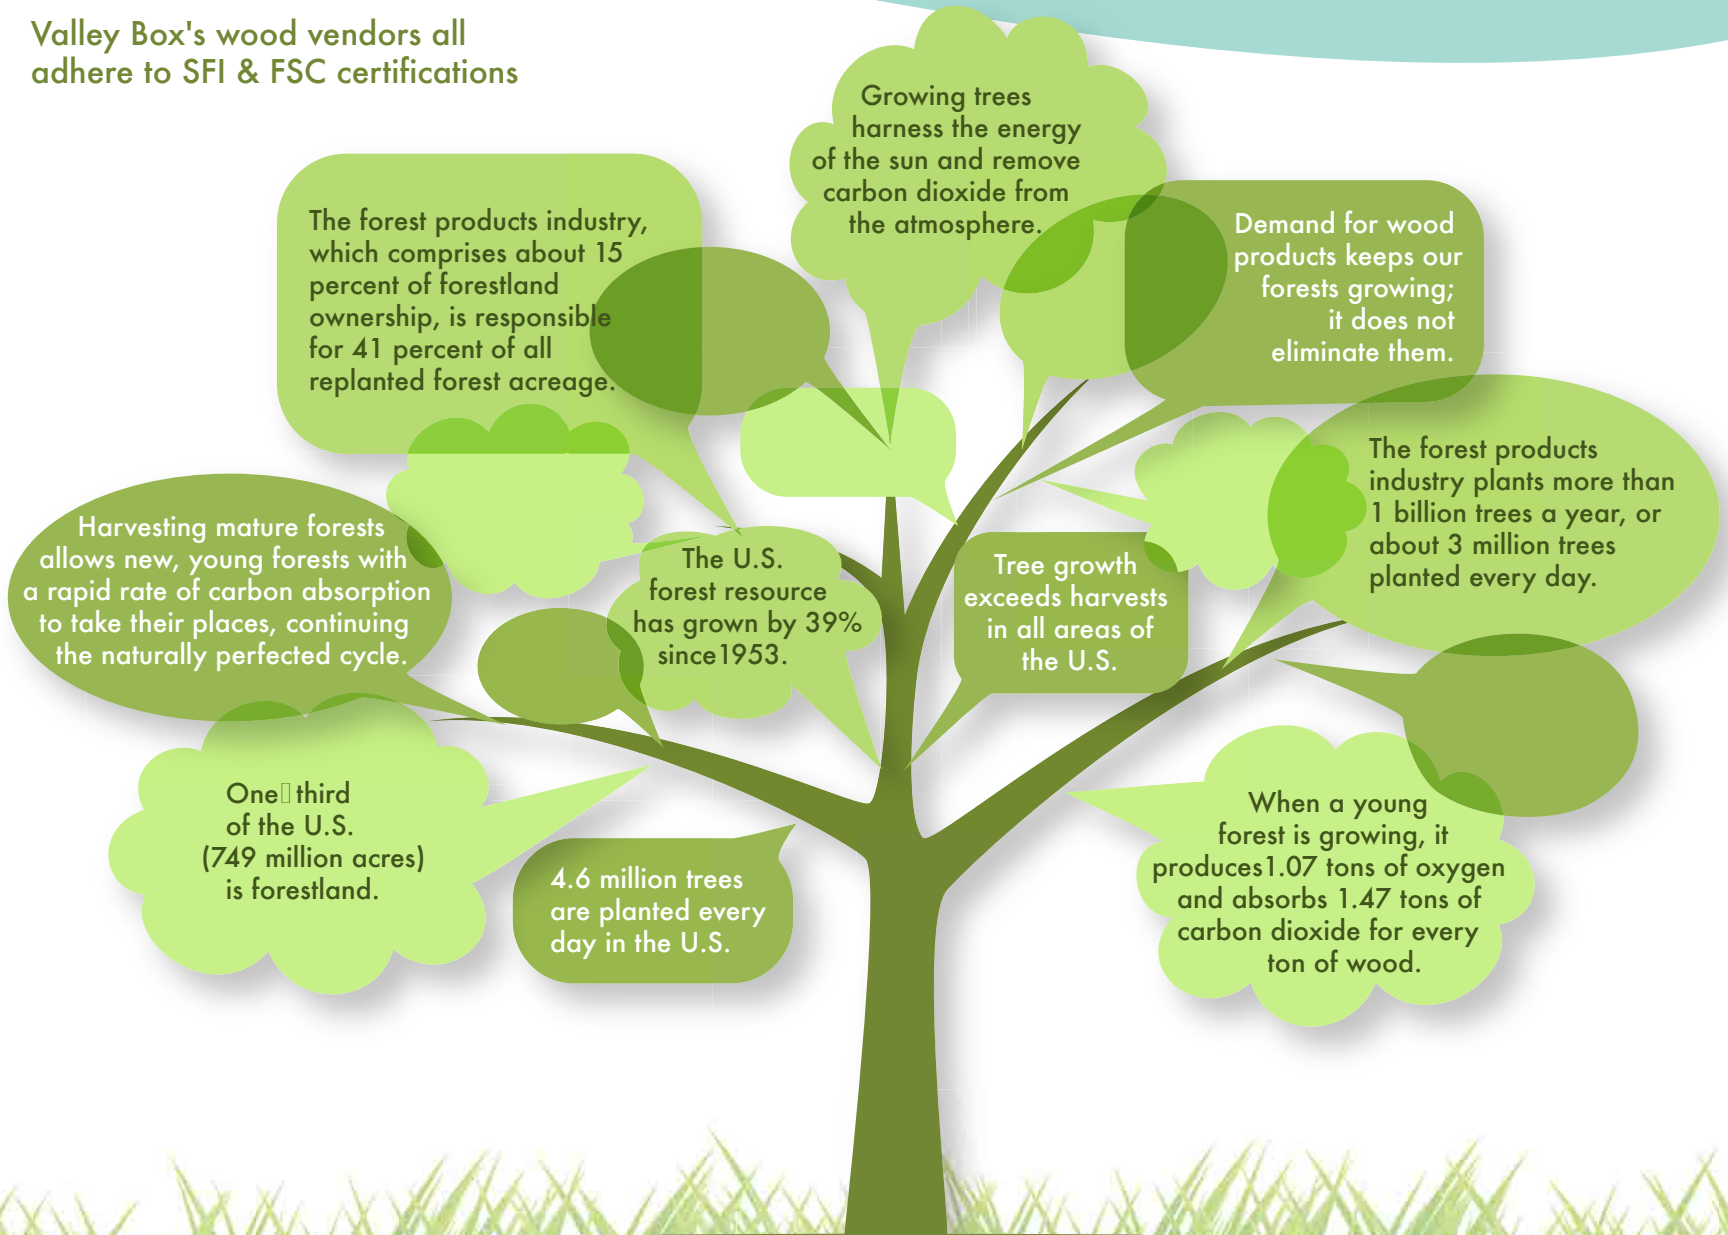 Valley Box's wood vendors all
adhere to SFI & FSC certifications
Growing trees
harness the energy
of the sun and remove
carbon dioxide from
the atmosphere.
The forest products industry,
which comprises about 15
percent of forestland
ownership, is responsible
for 41 percent of all
replanted forest acreage.
Demand for wood
products keeps our
forests growing;
it does not
eliminate them.
The forest products
industry plants more than
1 billion trees a year, or
about 3 million trees
planted every day.
Harvesting mature forests
allows new, young forests with
a rapid rate of carbon absorption
to take their places, continuing
the naturally perfected cycle.
The U.S.
forest resource
has grown by 39%
since1953.
Tree growth
exceeds harvests
in all areas of
the U.S.
One▯third
of the U.S.
(749 million acres)
is forestland.
4.6 million trees
are planted every
day in the U.S.
When a young
forest is growing, it
produces1.07 tons of oxygen
and absorbs 1.47 tons of
carbon dioxide for every
ton of wood.